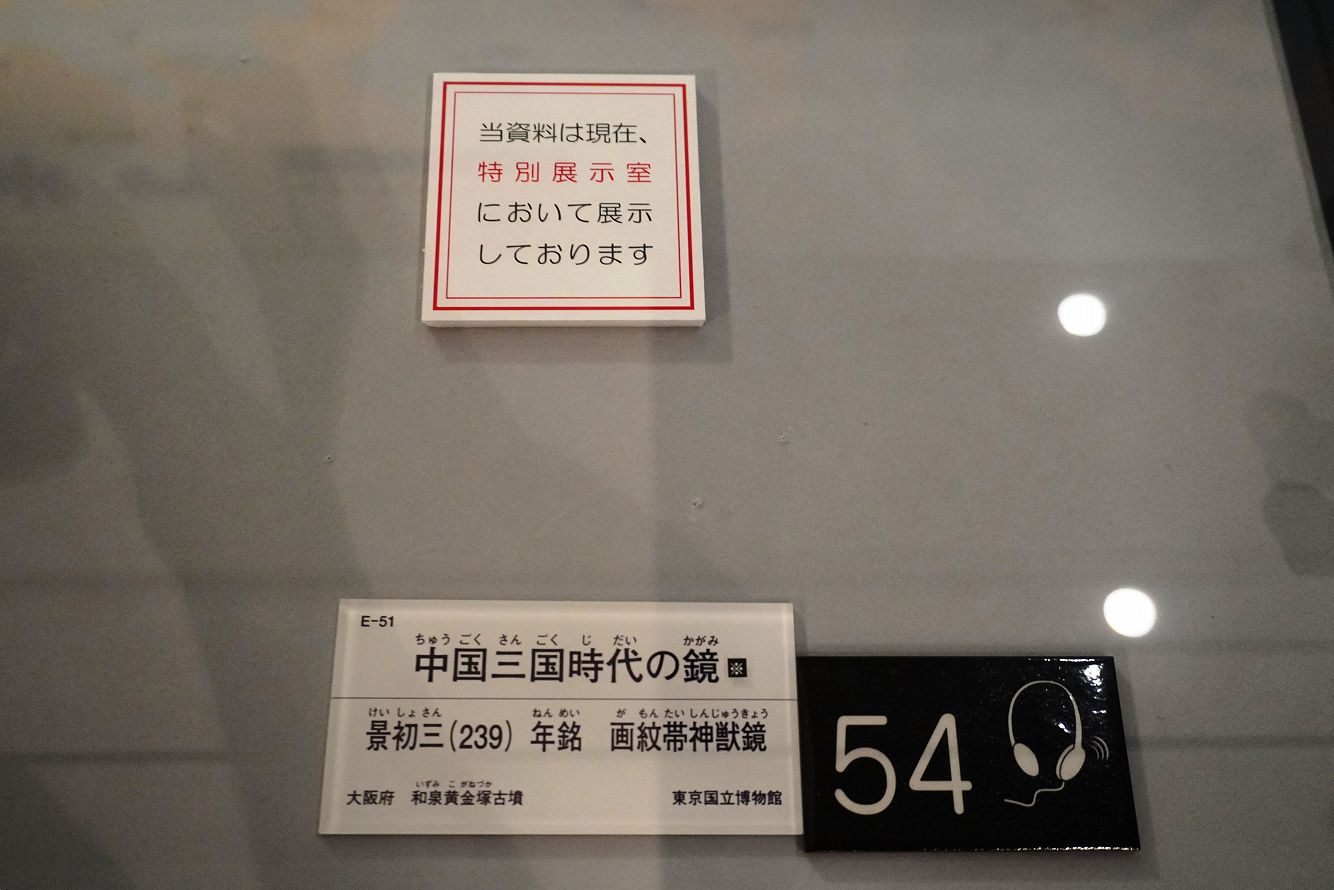 当資料は現在、
特別展示室
において展示
しております
E-51
ちゅう ごく さん ごく じ だい かがみ
中国三国時代の鏡
けい しょ さん ねん めい が もん たい しんじゅうきょう
景初三(239) 年銘 画紋帯神獣鏡
いずみ こ がねづか
大阪府 和泉黄金塚古墳 東京国立博物館
54